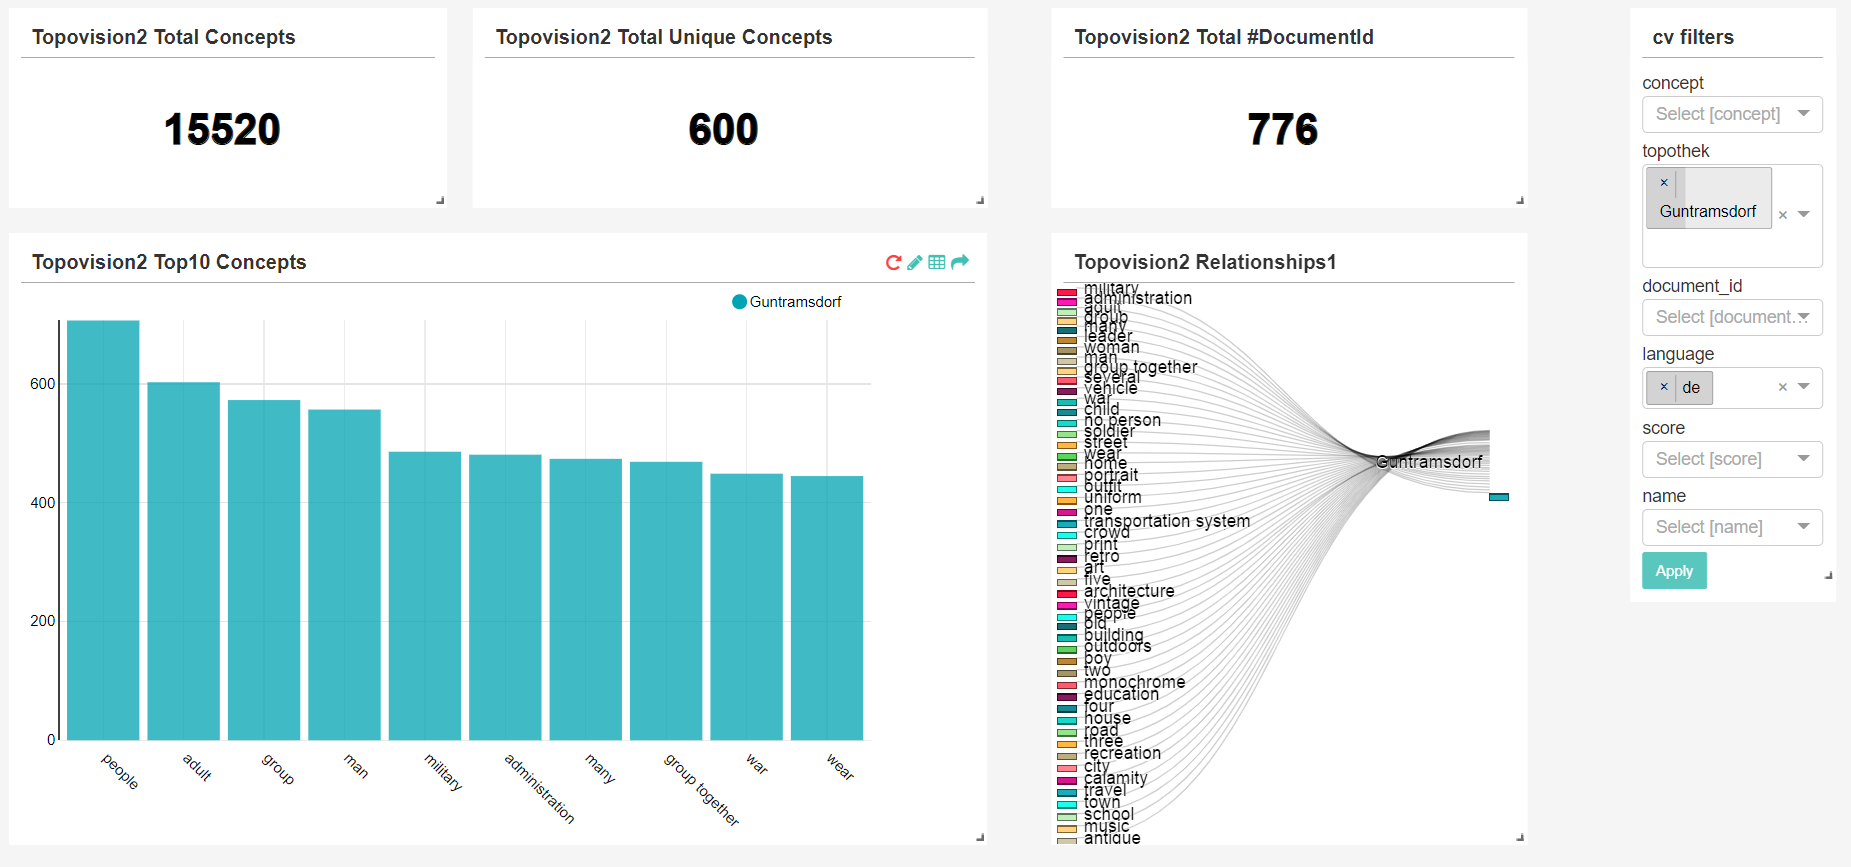 Topovision2 Total Concepts
15520
Topovision2 Total Unique Concepts
600
Topovision2 Total #DocumentId
776
cv filters
concept
Select [concept]
topothek
×
Guntramsdorf
×
document_id
Select [document…
language
× de ×
score
Select [score]
name
Select [name]
Apply
Topovision2 Top10 Concepts
Guntramsdorf
600
400
200
0
people
adult
group
man
military
administration
many
group together
war
wear
Topovision2 Relationships1
military
administration
adult
group
many
leader
woman
man
group together
several
vehicle
war
child
no person
soldier
street
wear
home
portrait
outfit
uniform
one
transportation system
crowd
print
retro
art
five
architecture
vintage
people
old
building
outdoors
boy
two
monochrome
education
four
house
road
three
recreation
city
calamity
travel
town
school
music
antique
Guntramsdorf